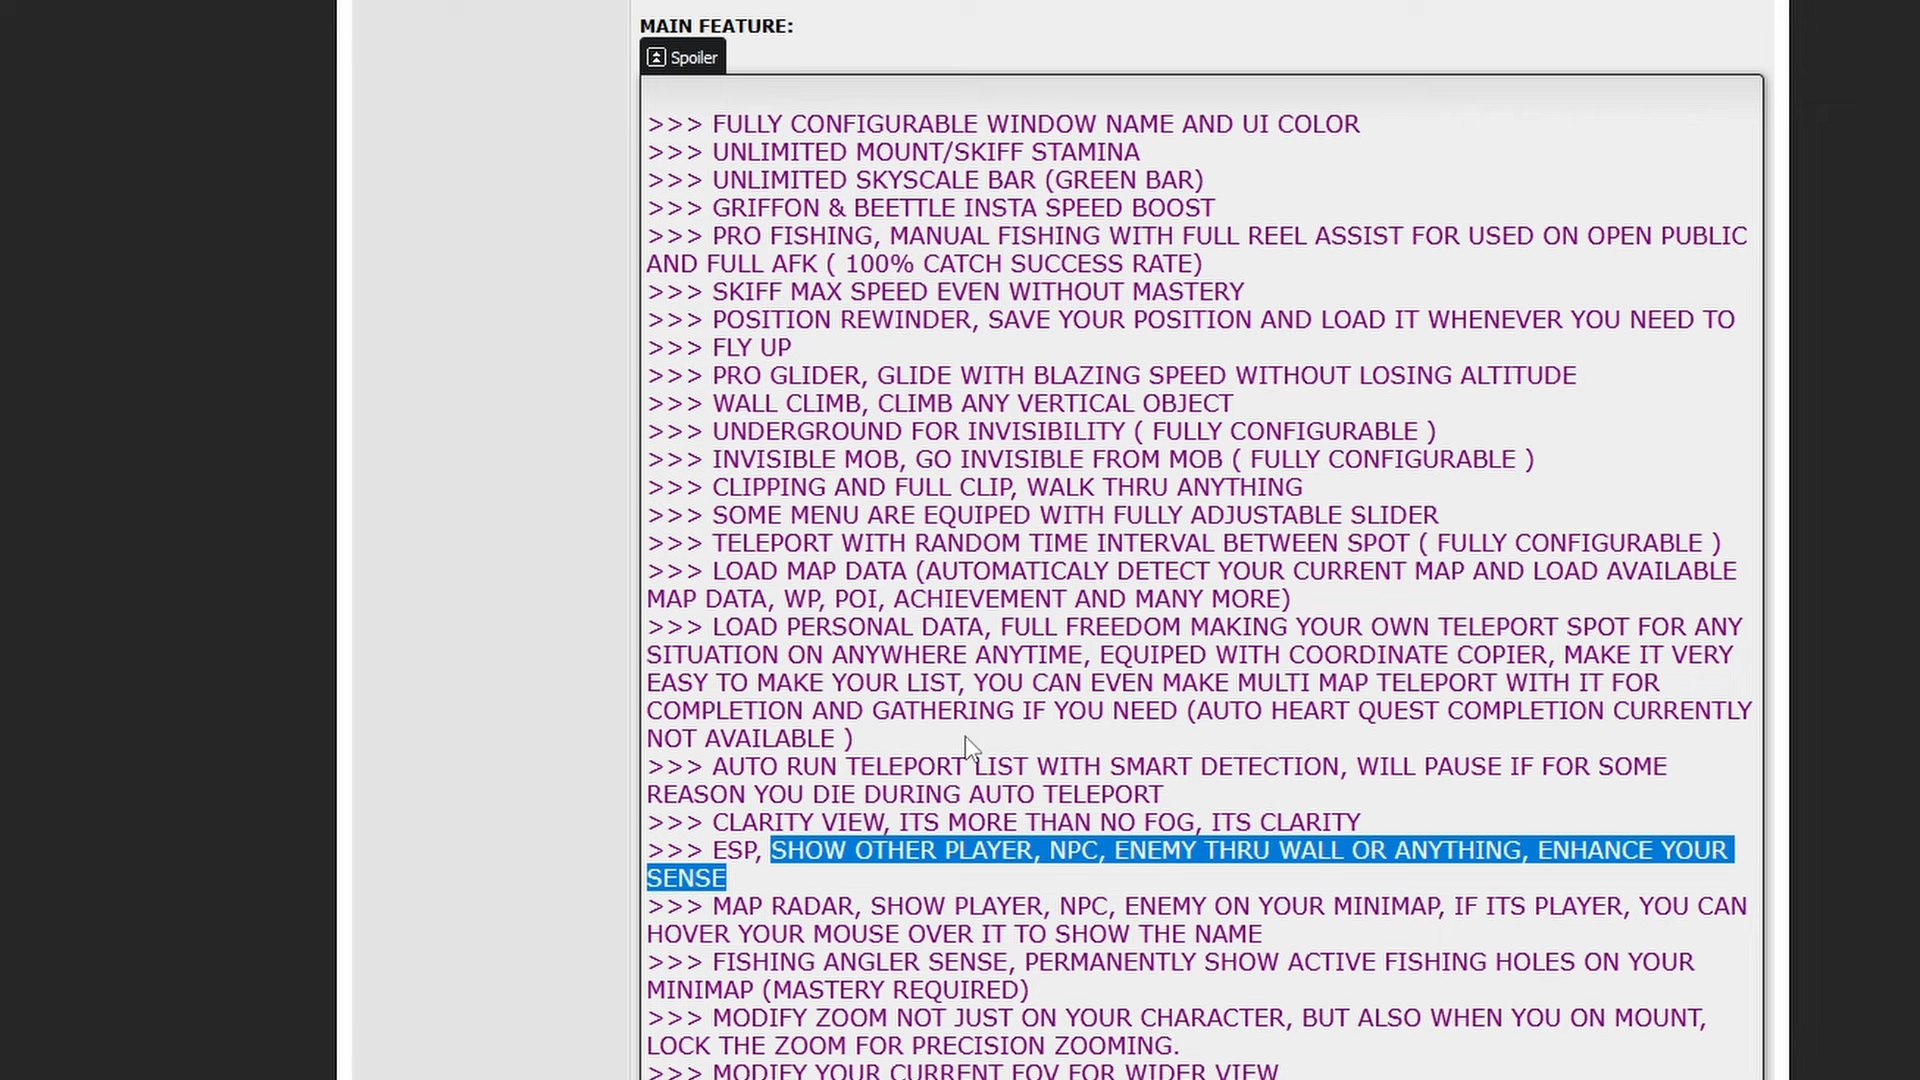 MAIN FEATURE:
Spoiler
>>> FULLY CONFIGURABLE WINDOW NAME AND UI COLOR
>>> UNLIMITED MOUNT/SKIFF STAMINA
>>> UNLIMITED SKYSCALE BAR (GREEN BAR)
>>> GRIFFON & BEETTLE INSTA SPEED BOOST
>>> PRO FISHING, MANUAL FISHING WITH FULL REEL ASSIST FOR USED ON OPEN PUBLIC
AND FULL AFK ( 100% CATCH SUCCESS RATE)
>>> SKIFF MAX SPEED EVEN WITHOUT MASTERY
>>> POSITION REWINDER, SAVE YOUR POSITION AND LOAD IT WHENEVER YOU NEED TO
>>> FLY UP
>>> PRO GLIDER, GLIDE WITH BLAZING SPEED WITHOUT LOSING ALTITUDE
>>> WALL CLIMB, CLIMB ANY VERTICAL OBJECT
>>> UNDERGROUND FOR INVISIBILITY ( FULLY CONFIGURABLE )
>>> INVISIBLE MOB, GO INVISIBLE FROM MOB ( FULLY CONFIGURABLE )
>>> CLIPPING AND FULL CLIP, WALK THRU ANYTHING
>>> SOME MENU ARE EQUIPED WITH FULLY ADJUSTABLE SLIDER
>>> TELEPORT WITH RANDOM TIME INTERVAL BETWEEN SPOT ( FULLY CONFIGURABLE )
>>> LOAD MAP DATA (AUTOMATICALY DETECT YOUR CURRENT MAP AND LOAD AVAILABLE
MAP DATA, WP, POI, ACHIEVEMENT AND MANY MORE)
>>> LOAD PERSONAL DATA, FULL FREEDOM MAKING YOUR OWN TELEPORT SPOT FOR ANY
SITUATION ON ANYWHERE ANYTIME, EQUIPED WITH COORDINATE COPIER, MAKE IT VERY
EASY TO MAKE YOUR LIST, YOU CAN EVEN MAKE MULTI MAP TELEPORT WITH IT FOR
COMPLETION AND GATHERING IF YOU NEED (AUTO HEART QUEST COMPLETION CURRENTLY
NOT AVAILABLE )
>>> AUTO RUN TELEPORT LIST WITH SMART DETECTION, WILL PAUSE IF FOR SOME
REASON YOU DIE DURING AUTO TELEPORT
>>> CLARITY VIEW, ITS MORE THAN NO FOG, ITS CLARITY
>>> ESP, SHOW OTHER PLAYER, NPC, ENEMY THRU WALL OR ANYTHING, ENHANCE YOUR
SENSE
>>> MAP RADAR, SHOW PLAYER, NPC, ENEMY ON YOUR MINIMAP, IF ITS PLAYER, YOU CAN
HOVER YOUR MOUSE OVER IT TO SHOW THE NAME
>>> FISHING ANGLER SENSE, PERMANENTLY SHOW ACTIVE FISHING HOLES ON YOUR
MINIMAP (MASTERY REQUIRED)
>>> MODIFY ZOOM NOT JUST ON YOUR CHARACTER, BUT ALSO WHEN YOU ON MOUNT,
LOCK THE ZOOM FOR PRECISION ZOOMING.
>>> MODIFY YOUR CURRENT FOV FOR WIDER VIEW